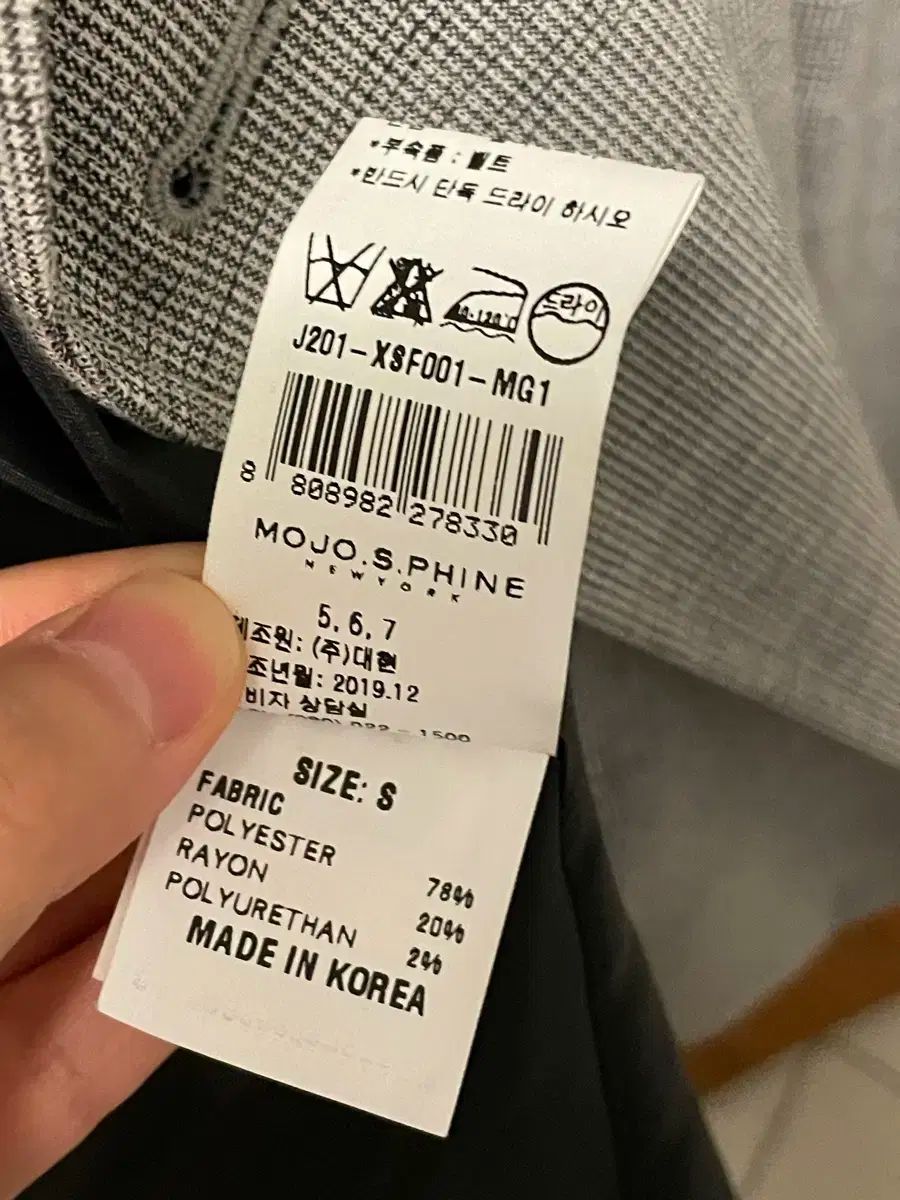 *부속품 : 벨트
*반드시 단독 드라이 하시오
드라이
J201-XSF001-MG1
8 808982 278330
MOJO.S.PHINE
NEWYORK
5, 6, 7
제조원: (주)대현
조년월: 2019.12
비자 상담실
1500
SIZE: S
FABRIC
POLYESTER 78%
RAYON 20%
POLYURETHAN 2%
MADE IN KOREA